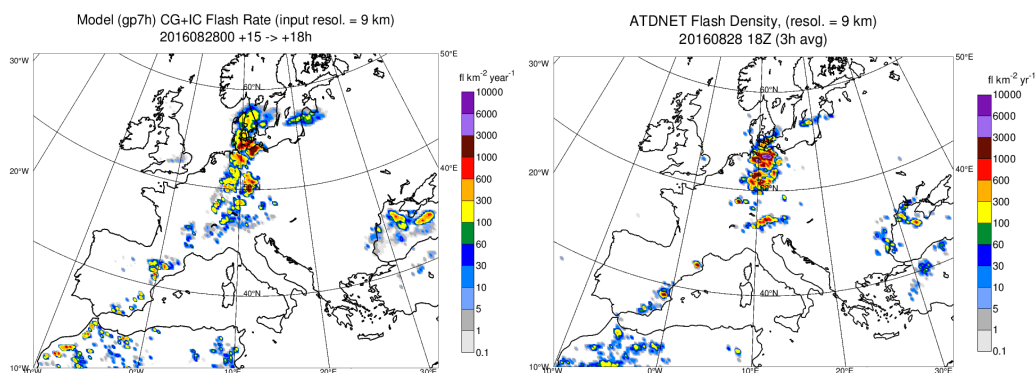 Model (gp7h) CG+IC Flash Rate (input resol. = 9 km)
2016082800 +15 -> +18h
30°W
50°E
fl km-2 year-1
60°N
10000
6000
3000
1000
600
300
100
60
30
10
5
1
0.1
20°W
40°E
40°N
10°W
0°W
10°E
20°E
30°E
ATDNET Flash Density, (resol. = 9 km)
20160828 18Z (3h avg)
30°W
50°E
fl km-2 yr-1
60°N
10000
6000
3000
1000
600
300
100
60
30
10
5
1
0.1
20°W
40°E
50°N
40°N
10°W
0°W
10°E
20°E
30°E